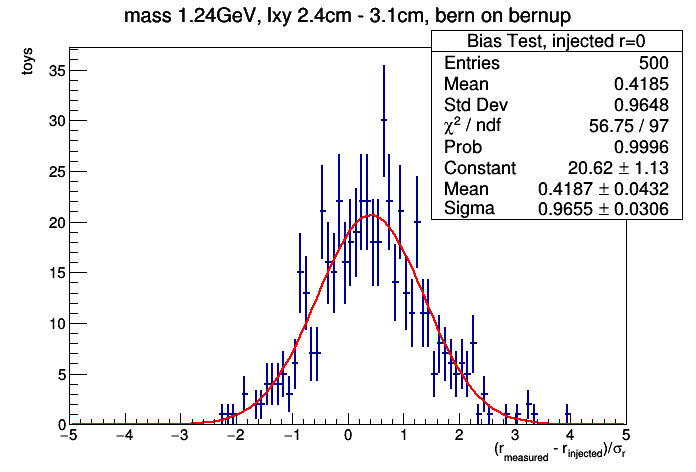 mass 1.24GeV, lxy 2.4cm - 3.1cm, bern on bernup
Bias Test, injected r=0
Entries 500
Mean 0.4185
Std Dev 0.9648
χ² / ndf 56.75 / 97
Prob 0.9996
Constant 20.62 ± 1.13
Mean 0.4187 ± 0.0432
Sigma 0.9655 ± 0.0306
toys
35
30
25
20
15
10
5
0
−5 −4 −3 −2 −1 0 1 2 3 4 5
(r_measured - r_injected)/σ_r